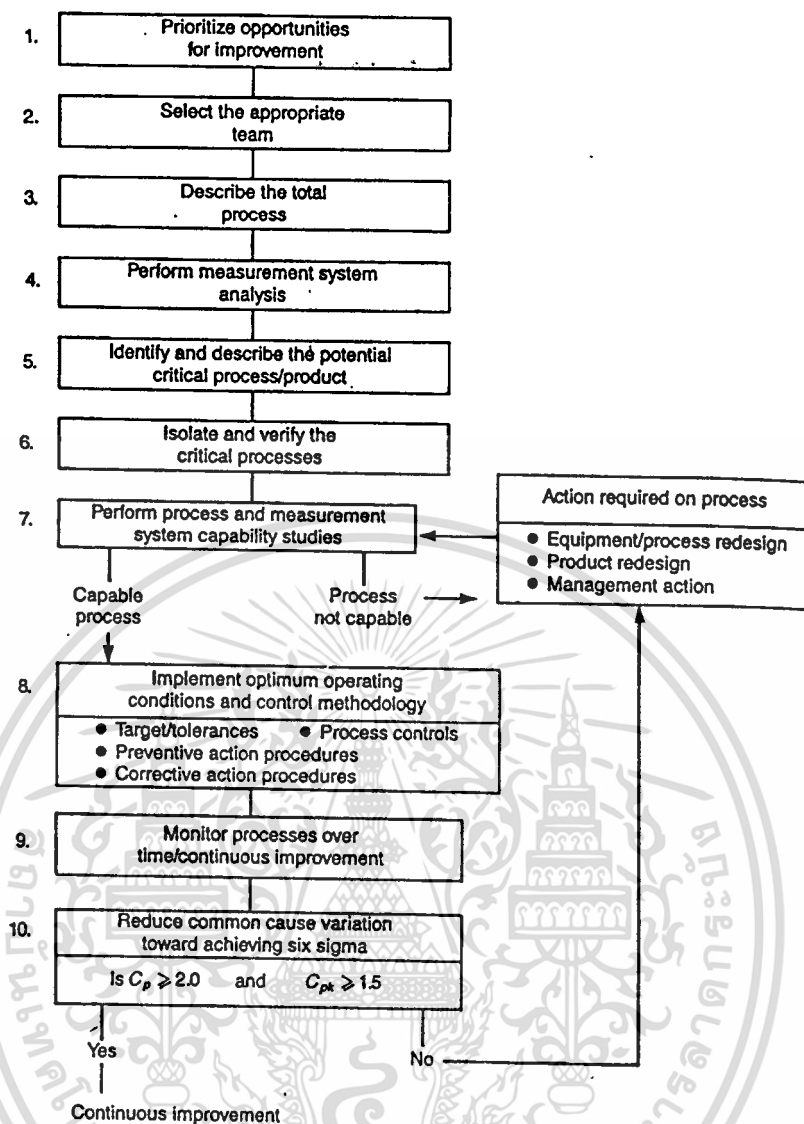 1. Prioritize opportunities
for improvement
2. Select the appropriate
team
3. Describe the total
process
4. Perform measurement system
analysis
5. Identify and describe the potential
critical process/product
6. Isolate and verify the
critical processes
7. Perform process and measurement
system capability studies
Action required on process
● Equipment/process redesign
● Product redesign
● Management action
Capable
process
Process
not capable
8. Implement optimum operating
conditions and control methodology
● Target/tolerances ● Process controls
● Preventive action procedures
● Corrective action procedures
9. Monitor processes over
time/continuous improvement
10. Reduce common cause variation
toward achieving six sigma
Is Cp ⩾ 2.0 and Cpk ⩾ 1.5
Yes
No
Continuous improvement